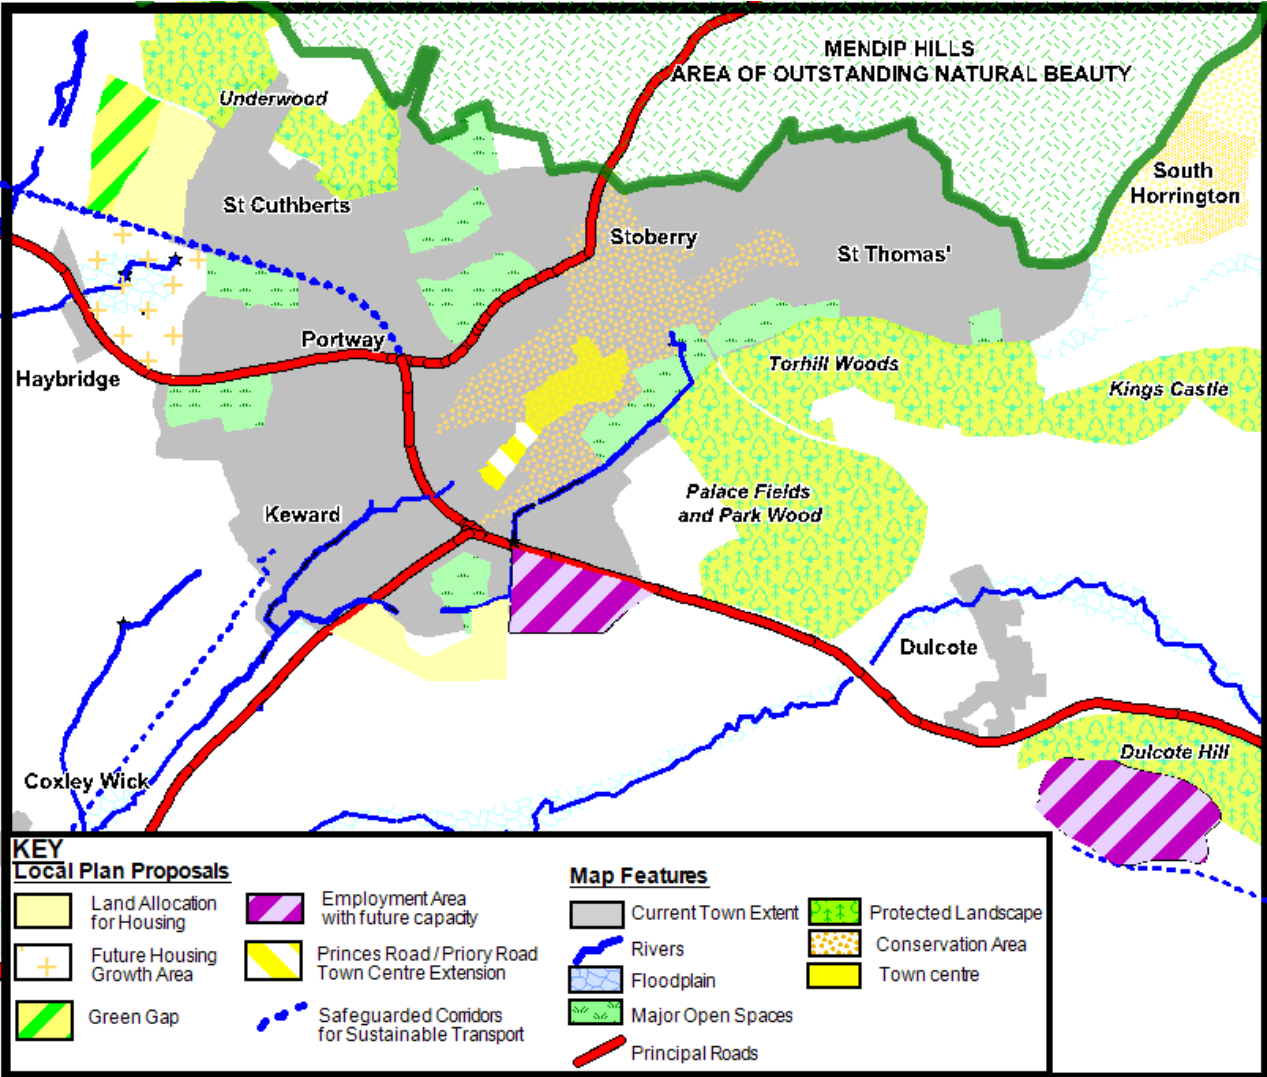 MENDIP HILLS
AREA OF OUTSTANDING NATURAL BEAUTY
Underwood
South
Horrington
St Cuthberts
Stoberry
St Thomas'
Portway
Haybridge
Torhill Woods
Kings Castle
Palace Fields
and Park Wood
Keward
Dulcote
Dulcote Hill
Coxley Wick
KEY
Local Plan Proposals
Land Allocation
for Housing
Future Housing
Growth Area
Green Gap
Employment Area
with future capacity
Princes Road / Priory Road
Town Centre Extension
Safeguarded Corridors
for Sustainable Transport
Map Features
Current Town Extent
Rivers
Floodplain
Major Open Spaces
Principal Roads
Protected Landscape
Conservation Area
Town centre